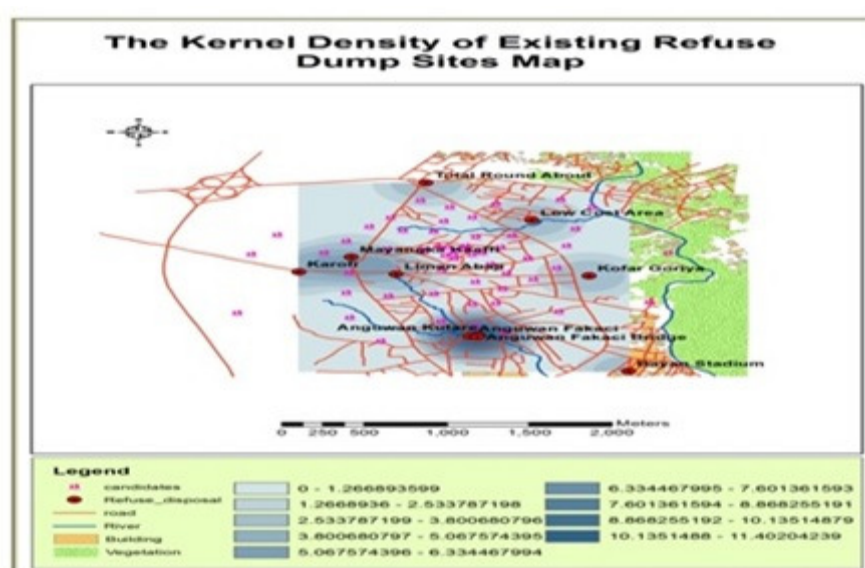 The Kernel Density of Existing Refuse
Dump Sites Map
Total Round About
Low Cost Area
Karofi
Liman Abaji
Kofar Goriya
Anguwan Fakaci
Anguwan Fakaci Bridge
Bayan Stadium
Meters
0 250 500 1,000 1,500 2,000
Legend
candidates
Refuse_disposal
road
River
Building
Vegetation
0 - 1.266893599
1.2668936 - 2.533787198
2.533787199 - 3.800680796
3.800680797 - 5.067574395
5.067574396 - 6.334467994
6.334467995 - 7.601361593
7.601361594 - 8.868255191
8.868255192 - 10.13514879
10.1351488 - 11.40204239